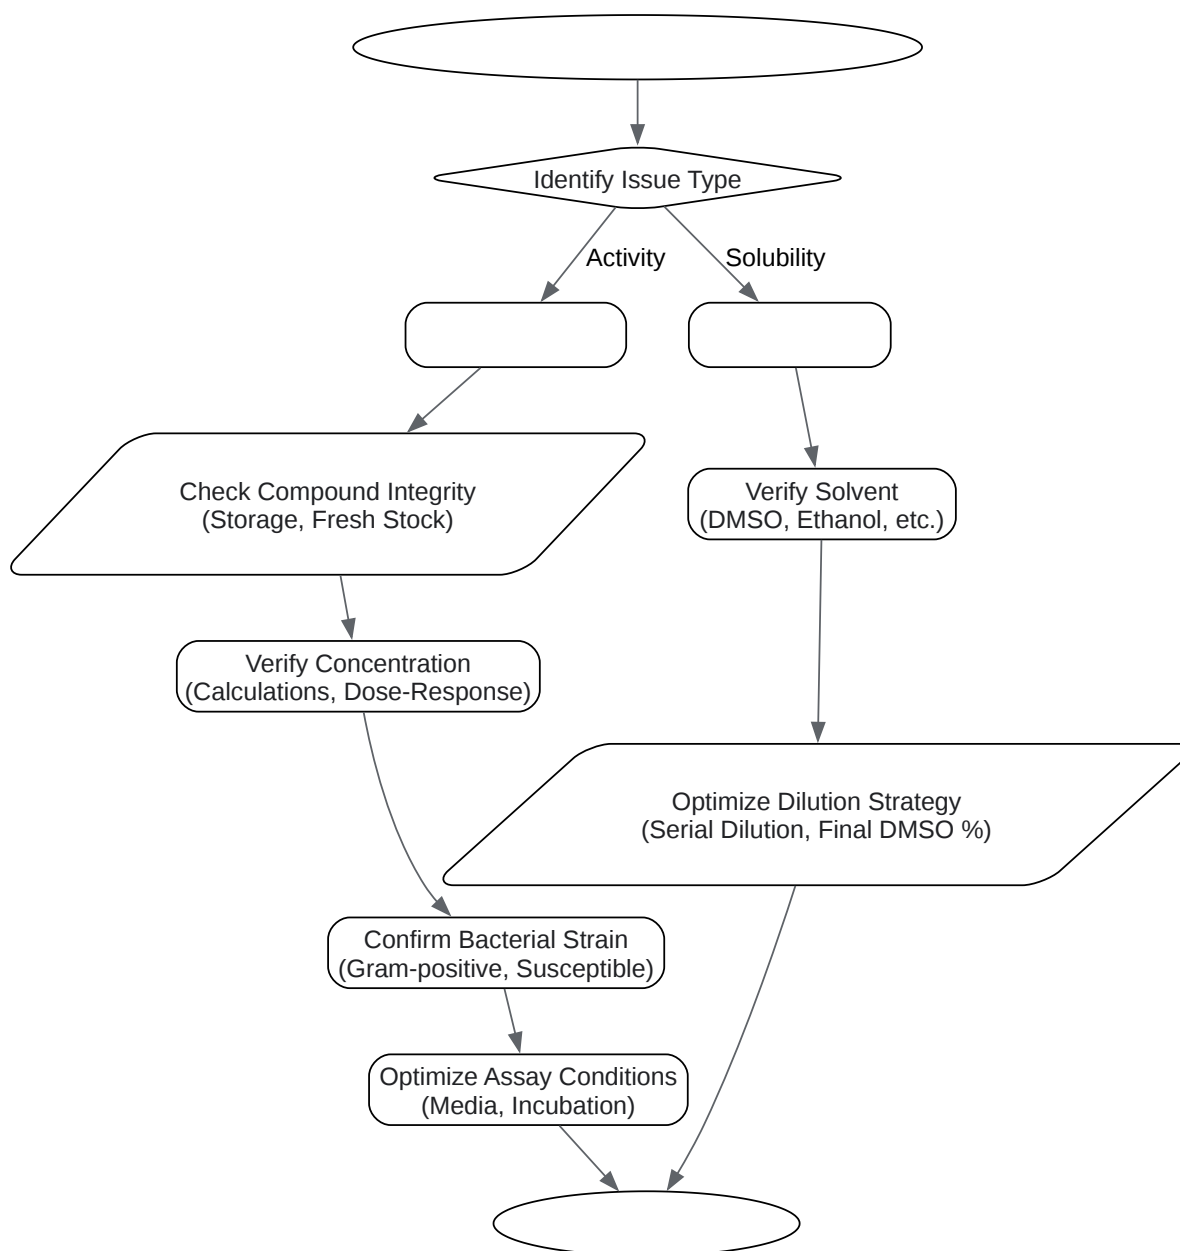 Identify Issue Type
Activity
Solubility
Check Compound Integrity
(Storage, Fresh Stock)
Verify Solvent
(DMSO, Ethanol, etc.)
Verify Concentration
(Calculations, Dose-Response)
Optimize Dilution Strategy
(Serial Dilution, Final DMSO %)
Confirm Bacterial Strain
(Gram-positive, Susceptible)
Optimize Assay Conditions
(Media, Incubation)